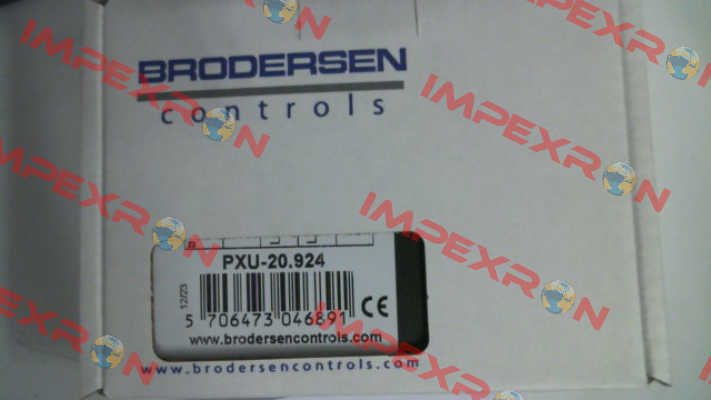 BRODERSEN
controls
PXU-20.924
12/23
5 706473 046891
CE
www.brodersencontrols.com
www.brodersencontrols.com
IMPEXRON
IMPEXRON
IMPEXRON
IMPEXRON
IMPEXRON
IMPEXRON